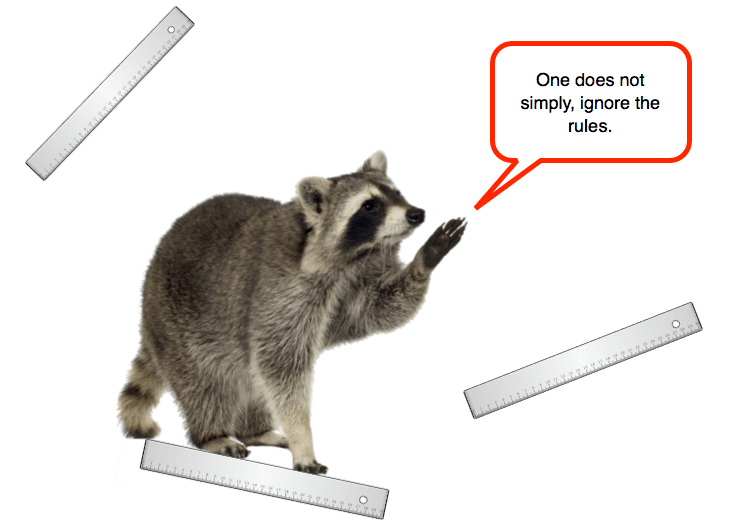 One does not
simply, ignore the
rules.